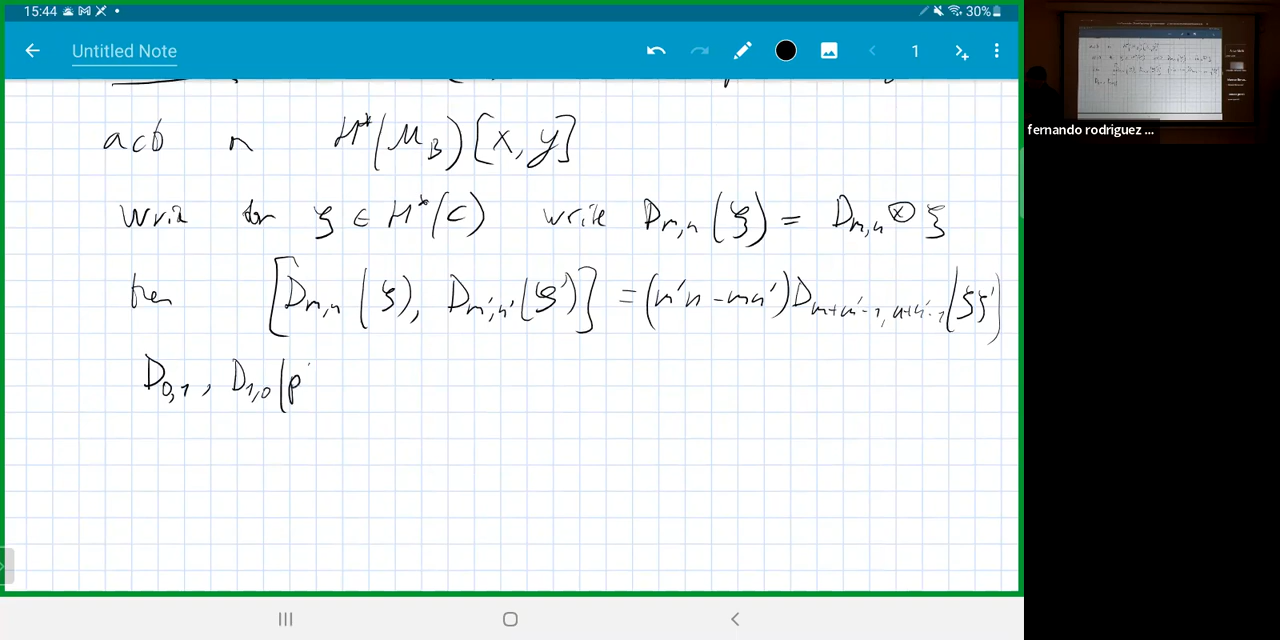 15:44
30%
Untitled Note
1
acts on H*(M_B)[x, y]
Write for ξ ∈ H*(C) write D_{m,n}(ξ) = D_{m,n} ⊗ ξ
then [D_{m,n}(ξ), D_{m',n'}(ξ')] = (m'n - mn') D_{m+m'-1, n+n'-1}(ξξ')
D_{0,1}, D_{1,0}(p
fernando rodriguez ...